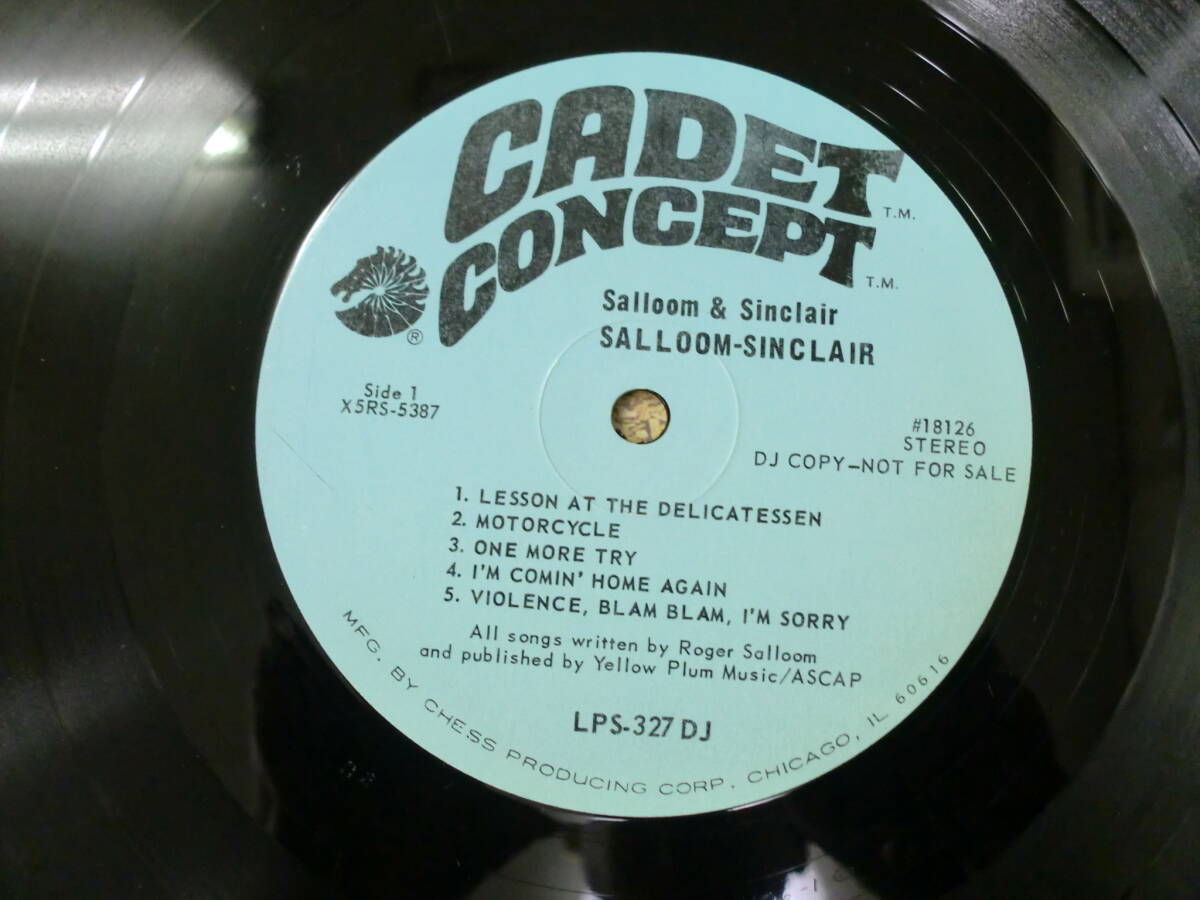 CADET T.M.
CONCEPT T.M.
®
Salloom & Sinclair
SALLOOM-SINCLAIR
Side 1
X5RS-5387
#18126
STEREO
DJ COPY-NOT FOR SALE
1. LESSON AT THE DELICATESSEN
2. MOTORCYCLE
3. ONE MORE TRY
4. I'M COMIN' HOME AGAIN
5. VIOLENCE, BLAM BLAM, I'M SORRY
All songs written by Roger Salloom
and published by Yellow Plum Music/ASCAP
LPS-327 DJ
MFG. BY CHESS PRODUCING CORP. CHICAGO, IL 60616